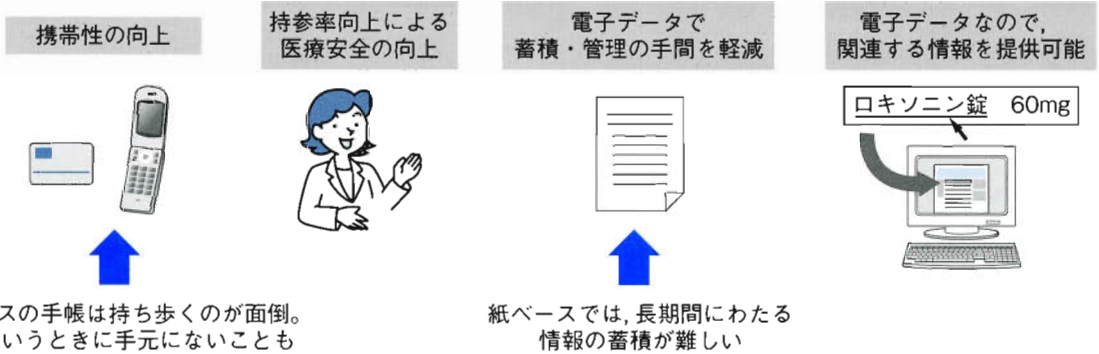 携帯性の向上
持参率向上による
医療安全の向上
電子データで
蓄積・管理の手間を軽減
電子データなので,
関連する情報を提供可能
ロキソニン錠 60mg
スの手帳は持ち歩くのが面倒。
いうときに手元にないことも
紙ベースでは, 長期間にわたる
情報の蓄積が難しい